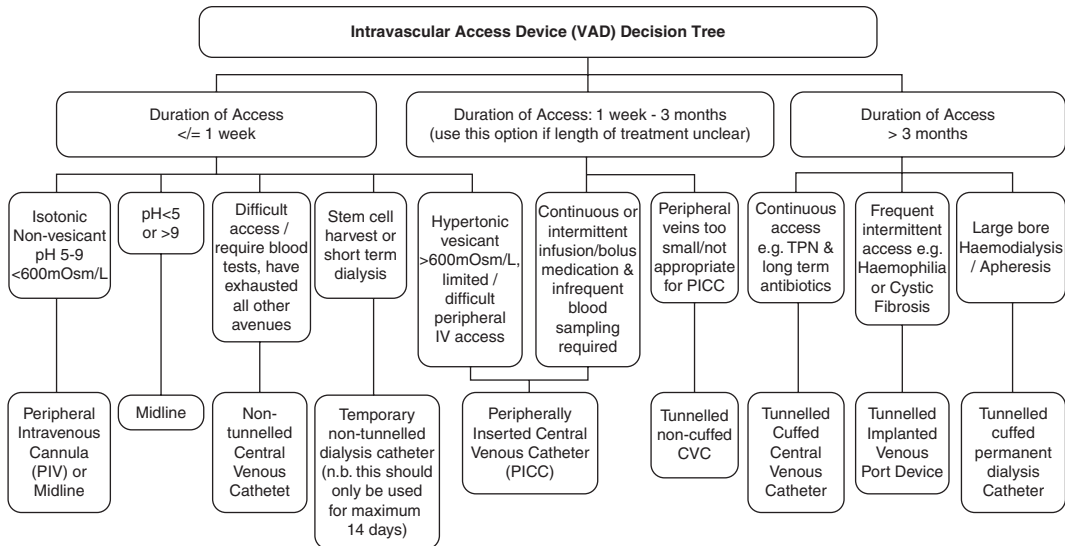 Intravascular Access Device (VAD) Decision Tree
Duration of Access
</= 1 week
Duration of Access: 1 week - 3 months
(use this option if length of treatment unclear)
Duration of Access
> 3 months
Isotonic
Non-vesicant
pH 5-9
<600mOsm/L
pH<5
or >9
Difficult
access /
require blood
tests, have
exhausted
all other
avenues
Stem cell
harvest or
short term
dialysis
Hypertonic
vesicant
>600mOsm/L,
limited /
difficult
peripheral
IV access
Continuous or
intermittent
infusion/bolus
medication &
infrequent
blood
sampling
required
Peripheral
veins too
small/not
appropriate
for PICC
Continuous
access
e.g. TPN &
long term
antibiotics
Frequent
intermittent
access e.g.
Haemophilia
or Cystic
Fibrosis
Large bore
Haemodialysis
/ Apheresis
Peripheral
Intravenous
Cannula
(PIV) or
Midline
Midline
Non-
tunnelled
Central
Venous
Cathetet
Temporary
non-tunnelled
dialysis catheter
(n.b. this should
only be used
for maximum
14 days)
Peripherally
Inserted Central
Venous Catheter
(PICC)
Tunnelled
non-cuffed
CVC
Tunnelled
Cuffed
Central
Venous
Catheter
Tunnelled
Implanted
Venous
Port Device
Tunnelled
cuffed
permanent
dialysis
Catheter